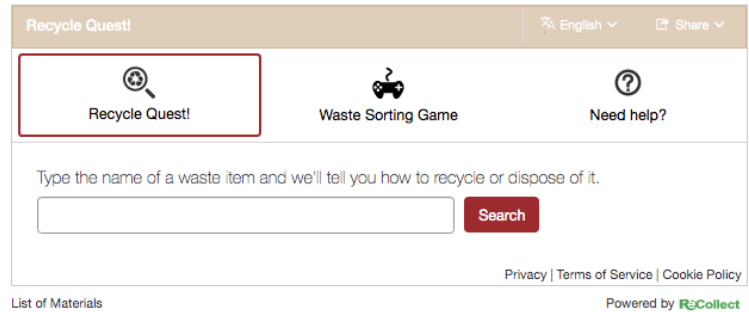 Recycle Quest! English Share
Recycle Quest! Waste Sorting Game Need help?
Type the name of a waste item and we'll tell you how to recycle or dispose of it.
Search
Privacy | Terms of Service | Cookie Policy
List of Materials Powered by ReCollect